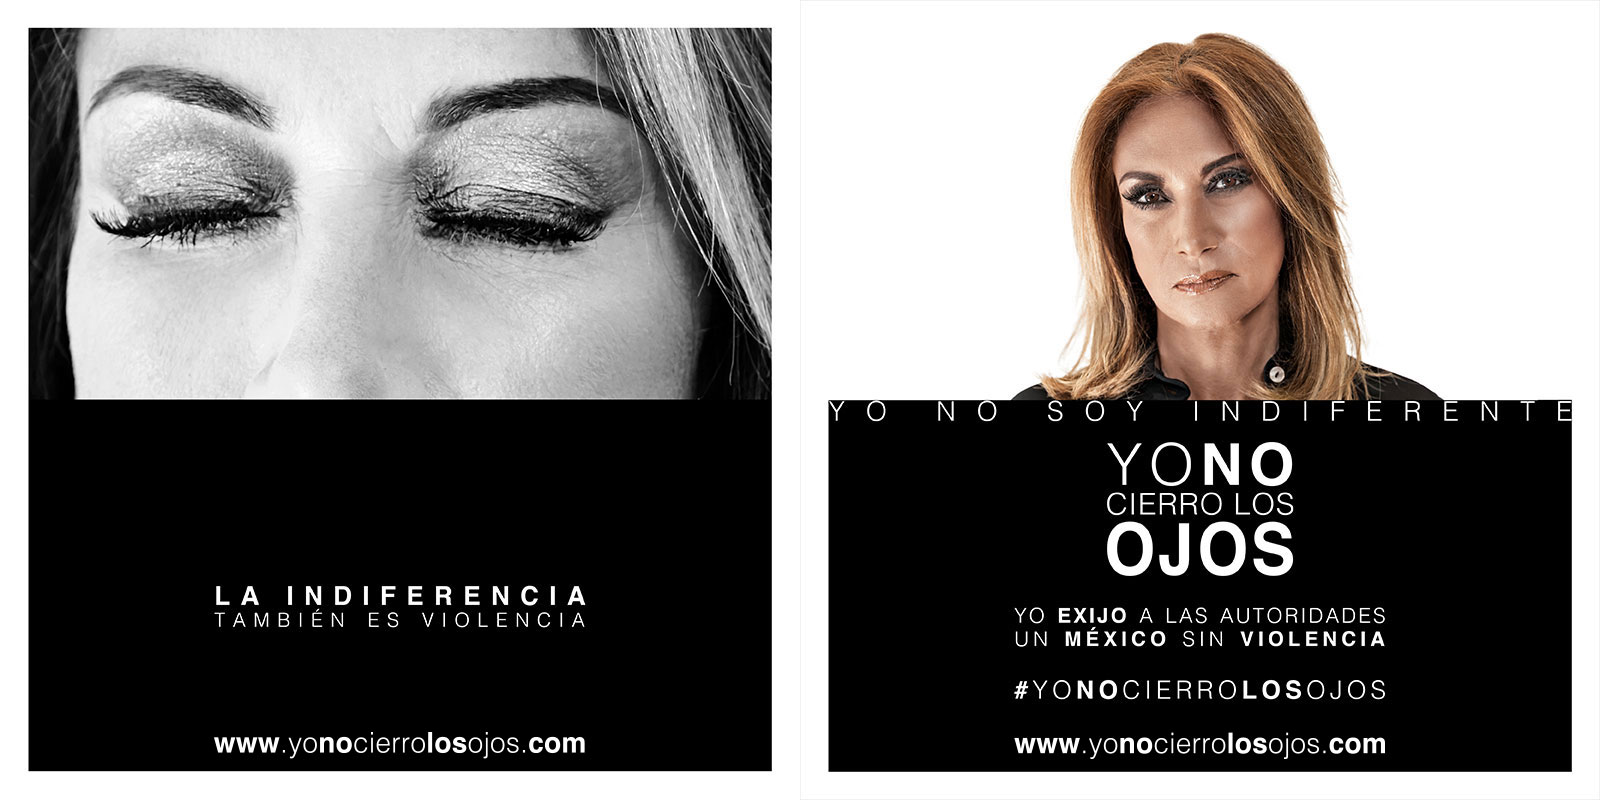 LA INDIFERENCIA
TAMBIÉN ES VIOLENCIA
www.yonocierrolosojos.com
YO NO SOY INDIFERENTE
YONO
CIERRO LOS
OJOS
YO EXIJO A LAS AUTORIDADES
UN MÉXICO SIN VIOLENCIA
#YONOCIERROLOSOJOS
www.yonocierrolosojos.com